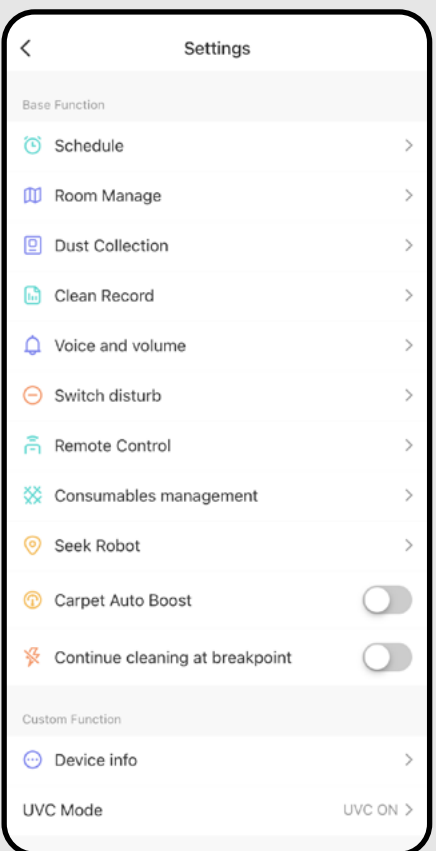 Settings
Base Function
Schedule
Room Manage
Dust Collection
Clean Record
Voice and volume
Switch disturb
Remote Control
Consumables management
Seek Robot
Carpet Auto Boost
Continue cleaning at breakpoint
Custom Function
Device info
UVC Mode UVC ON